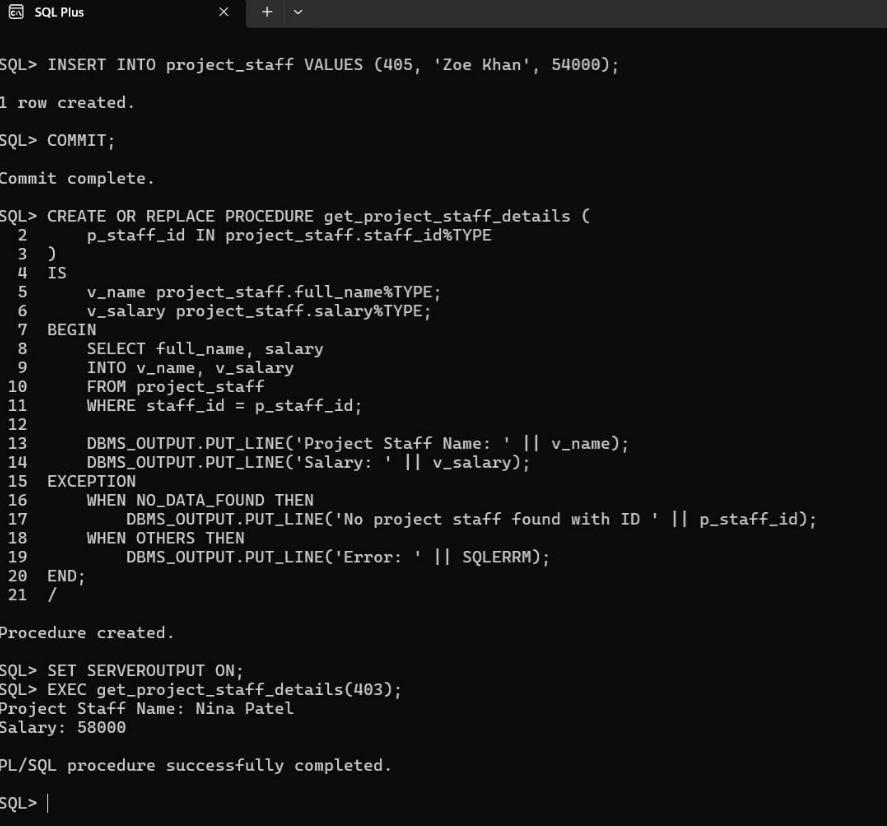 SQL Plus
SQL> INSERT INTO project_staff VALUES (405, 'Zoe Khan', 54000);
1 row created.
SQL> COMMIT;
Commit complete.
SQL> CREATE OR REPLACE PROCEDURE get_project_staff_details (
  2      p_staff_id IN project_staff.staff_id%TYPE
  3  )
  4  IS
  5      v_name project_staff.full_name%TYPE;
  6      v_salary project_staff.salary%TYPE;
  7  BEGIN
  8      SELECT full_name, salary
  9      INTO v_name, v_salary
 10      FROM project_staff
 11      WHERE staff_id = p_staff_id;
 12
 13      DBMS_OUTPUT.PUT_LINE('Project Staff Name: ' || v_name);
 14      DBMS_OUTPUT.PUT_LINE('Salary: ' || v_salary);
 15  EXCEPTION
 16      WHEN NO_DATA_FOUND THEN
 17          DBMS_OUTPUT.PUT_LINE('No project staff found with ID ' || p_staff_id);
 18      WHEN OTHERS THEN
 19          DBMS_OUTPUT.PUT_LINE('Error: ' || SQLERRM);
 20  END;
 21  /
Procedure created.
SQL> SET SERVEROUTPUT ON;
SQL> EXEC get_project_staff_details(403);
Project Staff Name: Nina Patel
Salary: 58000
PL/SQL procedure successfully completed.
SQL>